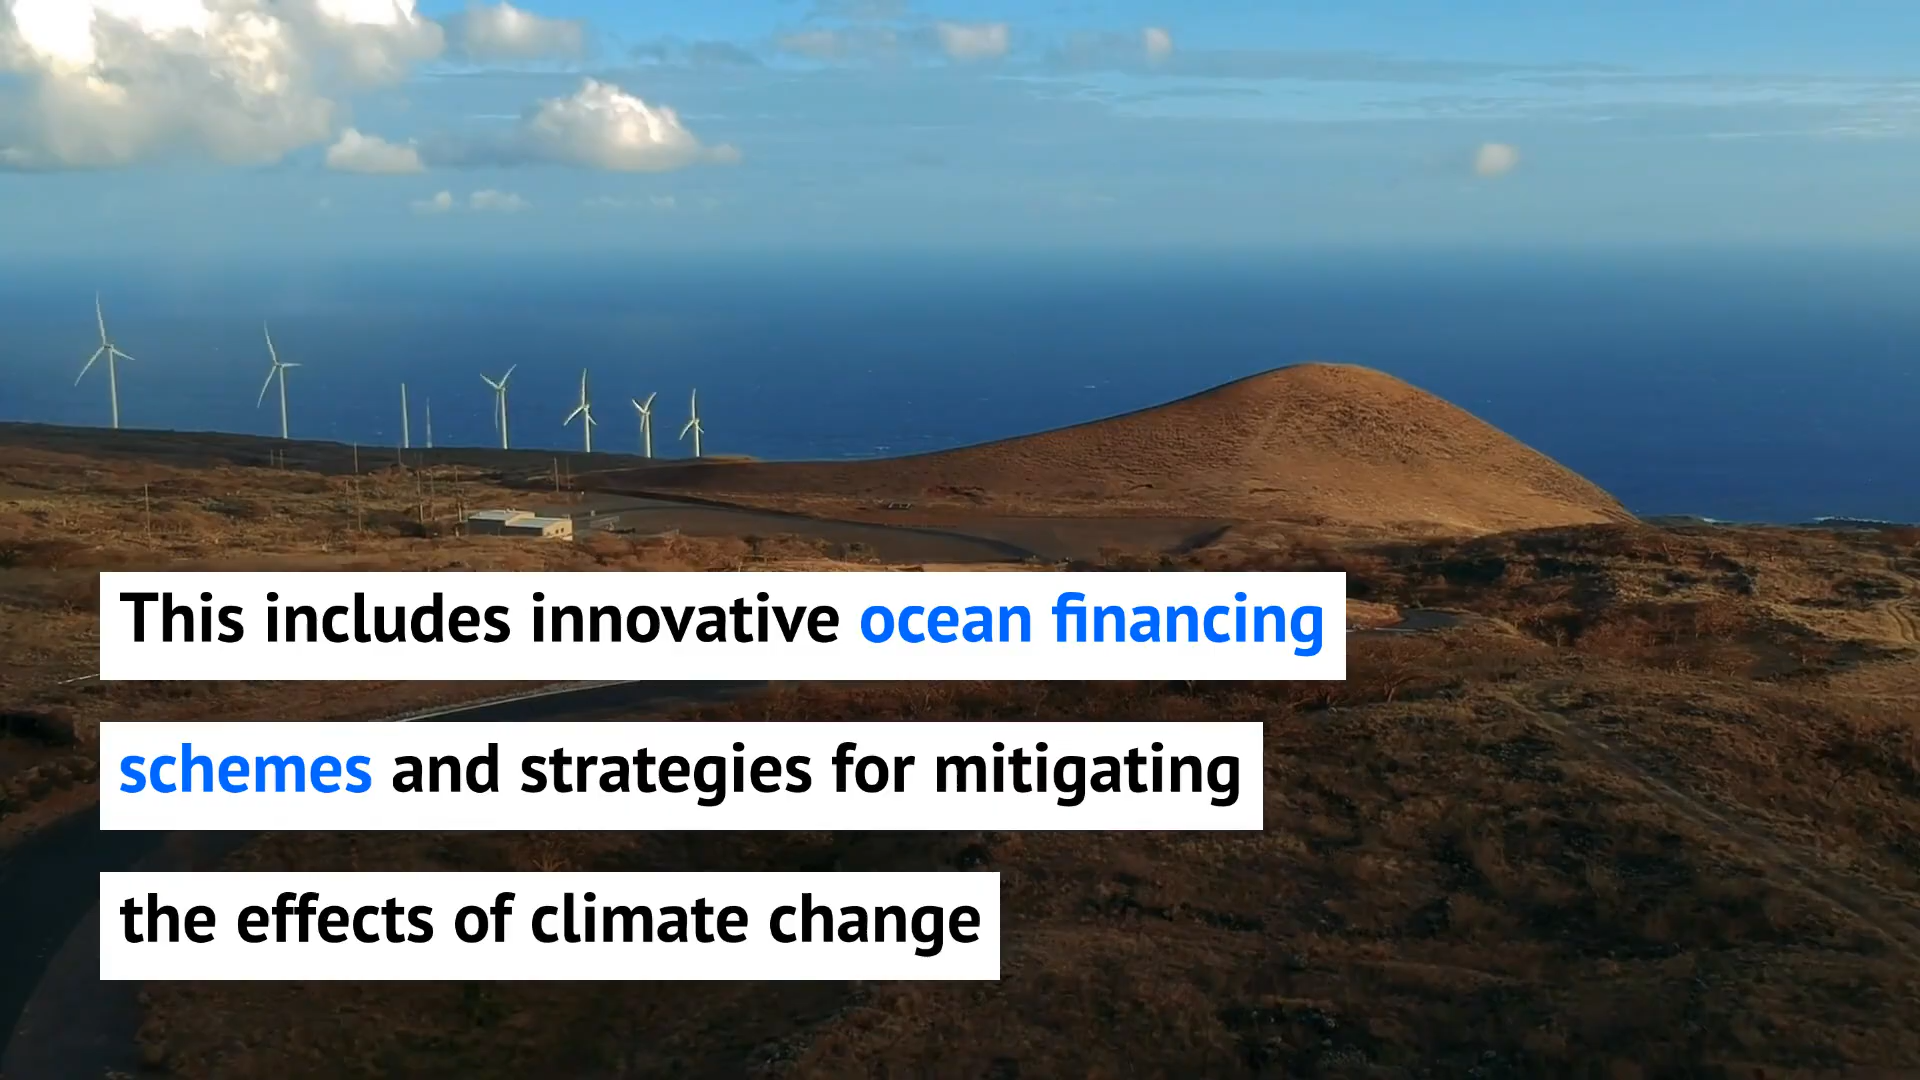 This includes innovative ocean financing
schemes and strategies for mitigating
the effects of climate change